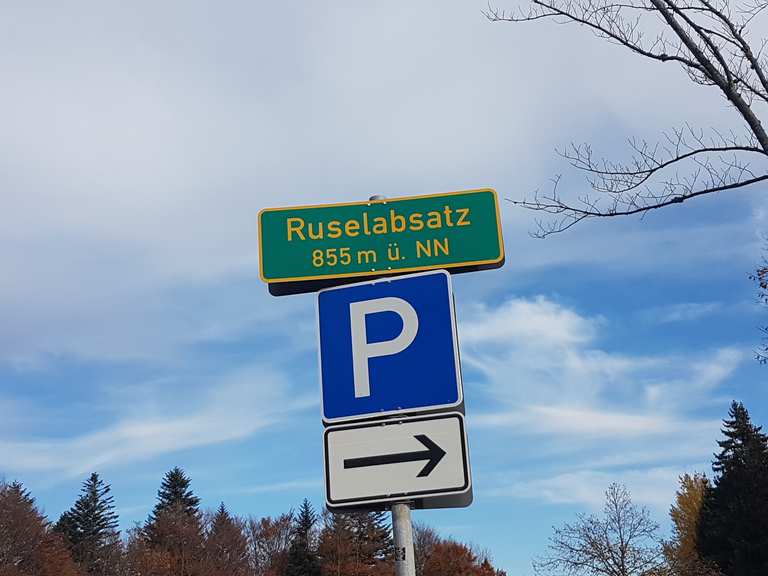 Ruselabsatz
855 m ü. NN
P